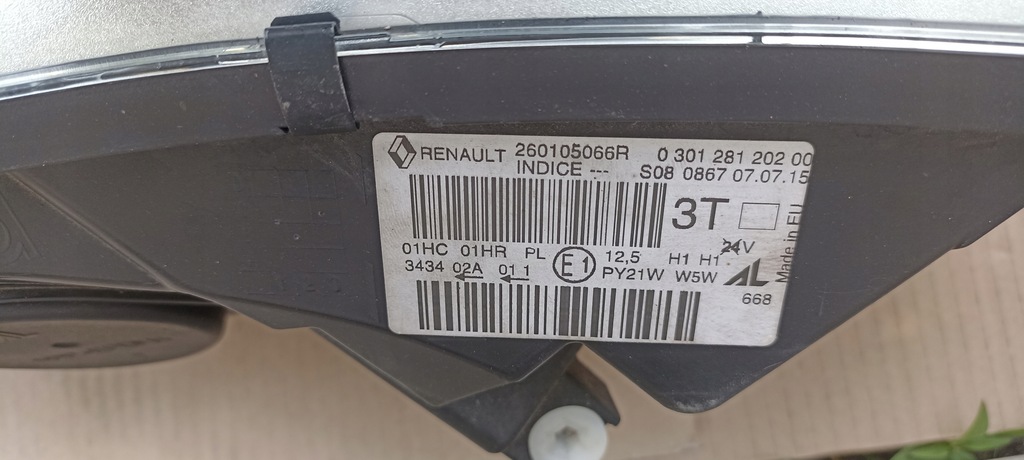 RENAULT 260105066R 0 301 281 202 00
INDICE --- S08 0867 07.07.15
3T
01HC 01HR PL E1 12,5 H1 H1 24V
3434 02A 01 1 PY21W W5W AL
668
Made in EU